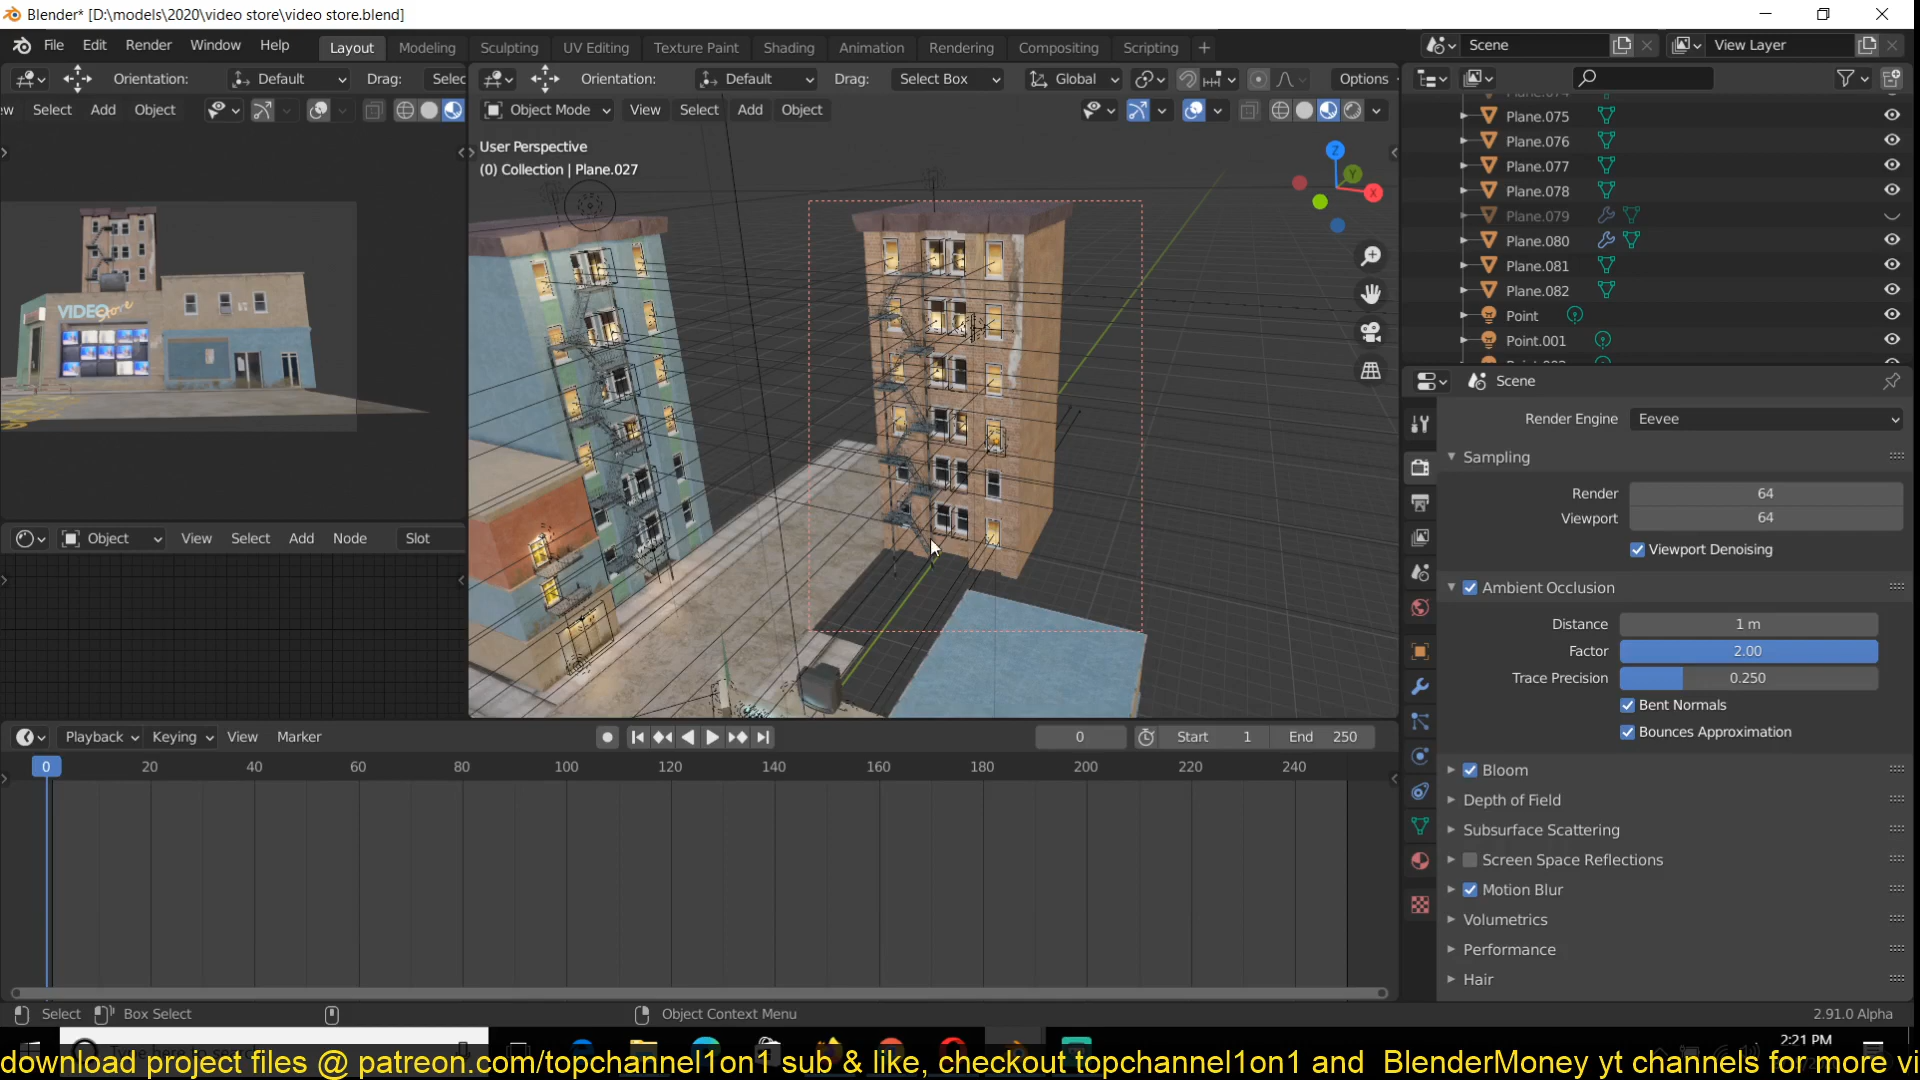 Blender* [D:\models\2020\video store\video store.blend]
File Edit Render Window Help Layout Modeling Sculpting UV Editing Texture Paint Shading Animation Rendering Compositing Scripting Scene View Layer
Orientation: Default Drag: Selec Orientation: Default Drag: Select Box Global Options
ew Select Add Object Object Mode View Select Add Object
User Perspective
(0) Collection | Plane.027
Z
Y
X
VIDEO store
Plane.075
Plane.076
Plane.077
Plane.078
Plane.079
Plane.080
Plane.081
Plane.082
Point
Point.001
Scene
Render Engine Eevee
Sampling
Render 64
Viewport 64
Viewport Denoising
Ambient Occlusion
Distance 1 m
Factor 2.00
Trace Precision 0.250
Bent Normals
Bounces Approximation
Bloom
Depth of Field
Subsurface Scattering
Screen Space Reflections
Motion Blur
Volumetrics
Performance
Hair
Object View Select Add Node Slot
Playback Keying View Marker 0 Start 1 End 250
0 20 40 60 80 100 120 140 160 180 200 220 240
Select Box Select Object Context Menu 2.91.0 Alpha
2:21 PM
download project files @ patreon.com/topchannel1on1 sub & like, checkout topchannel1on1 and BlenderMoney yt channels for more vi